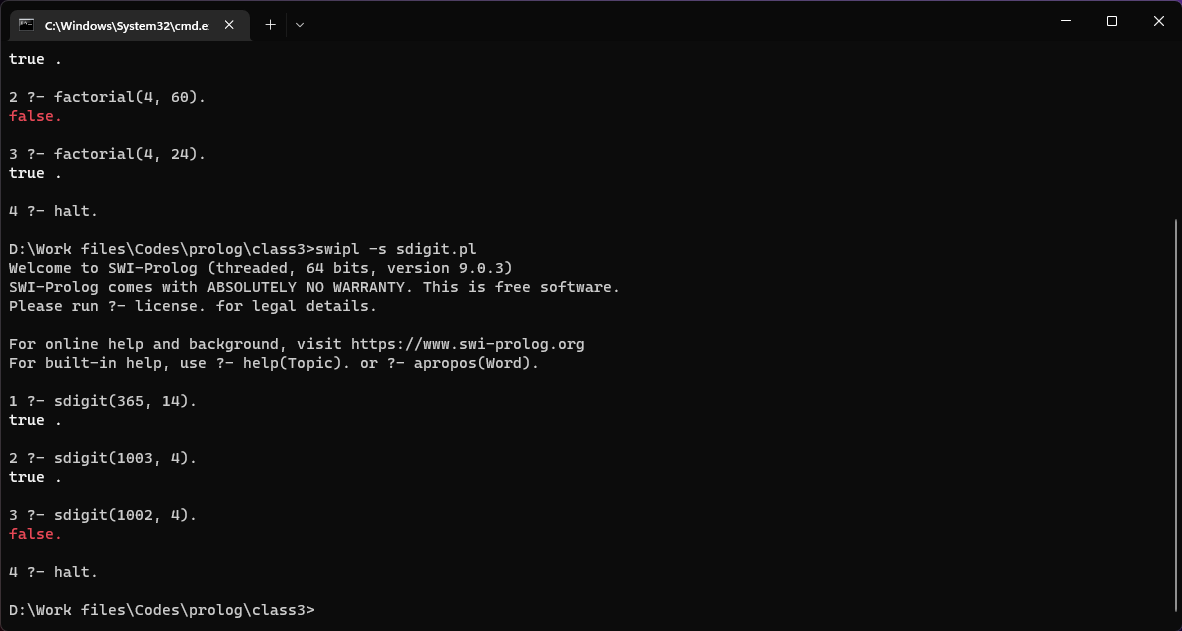 C:\Windows\System32\cmd.e
true .
2 ?- factorial(4, 60).
false.
3 ?- factorial(4, 24).
true .
4 ?- halt.
D:\Work files\Codes\prolog\class3>swipl -s sdigit.pl
Welcome to SWI-Prolog (threaded, 64 bits, version 9.0.3)
SWI-Prolog comes with ABSOLUTELY NO WARRANTY. This is free software.
Please run ?- license. for legal details.
For online help and background, visit https://www.swi-prolog.org
For built-in help, use ?- help(Topic). or ?- apropos(Word).
1 ?- sdigit(365, 14).
true .
2 ?- sdigit(1003, 4).
true .
3 ?- sdigit(1002, 4).
false.
4 ?- halt.
D:\Work files\Codes\prolog\class3>